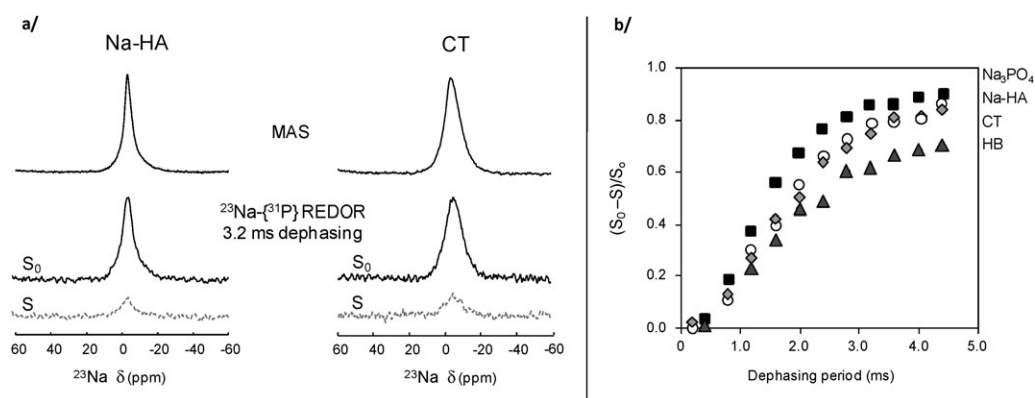 a/
Na-HA
CT
MAS
²³Na-{³¹P} REDOR
3.2 ms dephasing
S₀
S
S₀
S
60 40 20 0 -20 -40 -60
60 40 20 0 -20 -40 -60
²³Na δ (ppm)
²³Na δ (ppm)
b/
(S₀ –S)/Sₒ
1.0
0.8
0.6
0.4
0.2
0.0
0 1.0 2.0 3.0 4.0 5.0
Dephasing period (ms)
Na₃PO₄
Na-HA
CT
HB